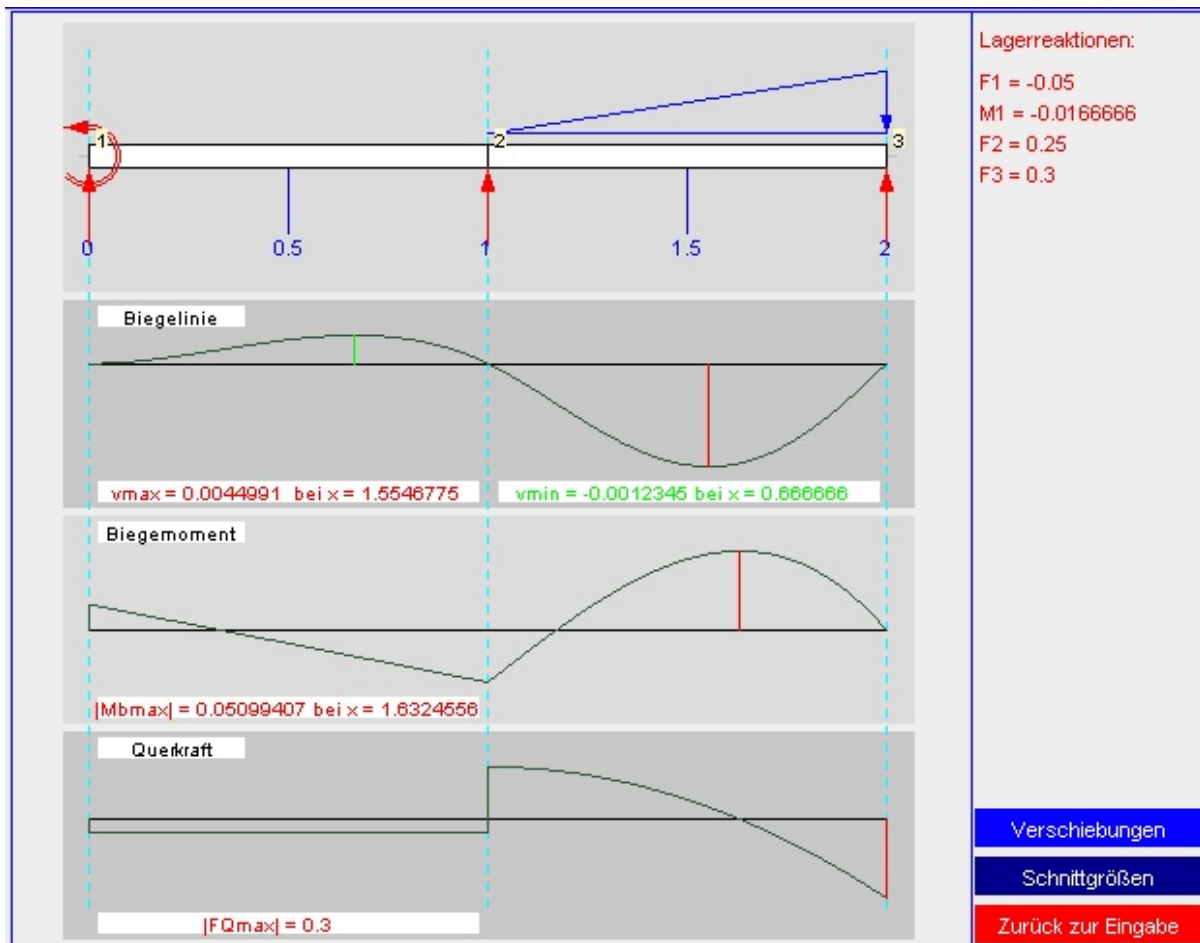 Lagerreaktionen:
F1 = -0.05
M1 = -0.0166666
F2 = 0.25
F3 = 0.3
1
2
3
0
0.5
1
1.5
2
Biegelinie
vmax = 0.0044991 bei x = 1.5546775
vmin = -0.0012345 bei x = 0.666666
Biegemoment
|Mbmax| = 0.05099407 bei x = 1.6324556
Querkraft
|FQmax| = 0.3
Verschiebungen
Schnittgrößen
Zurück zur Eingabe